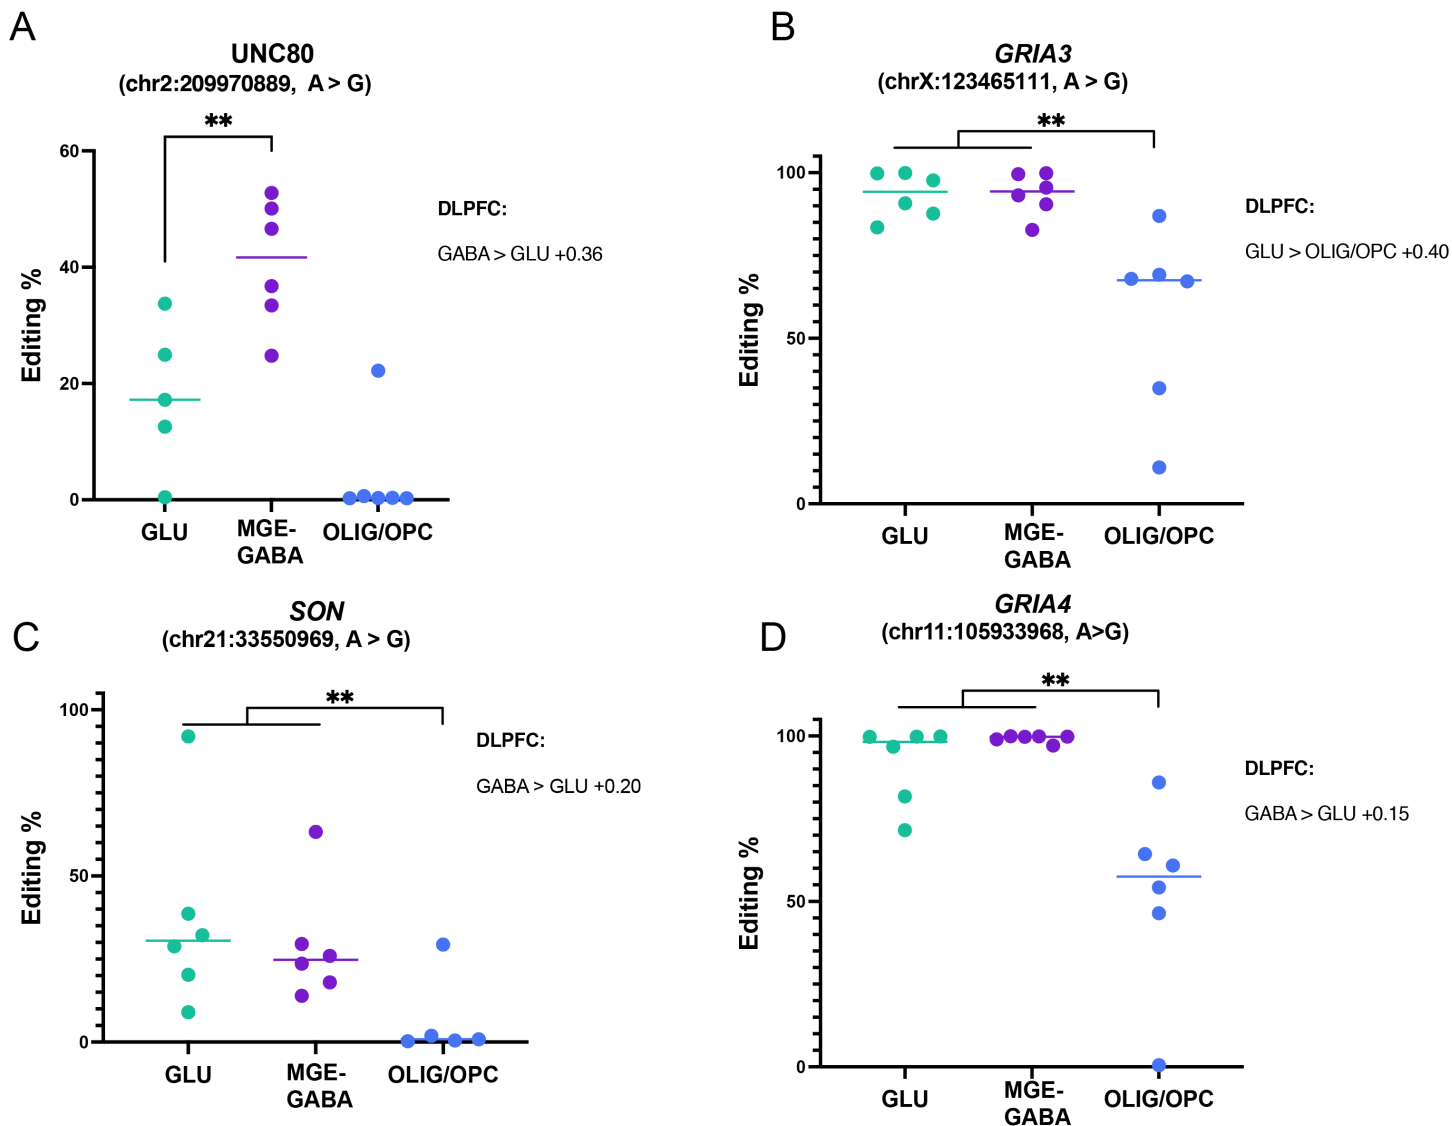 A
UNC80
(chr2:209970889, A > G)
**
60
40
20
0
Editing %
GLU
MGE-
GABA
OLIG/OPC
DLPFC:
GABA > GLU +0.36
B
GRIA3
(chrX:123465111, A > G)
**
100
50
0
Editing %
GLU
MGE-
GABA
OLIG/OPC
DLPFC:
GLU > OLIG/OPC +0.40
C
SON
(chr21:33550969, A > G)
**
100
50
0
Editing %
GLU
MGE-
GABA
OLIG/OPC
DLPFC:
GABA > GLU +0.20
D
GRIA4
(chr11:105933968, A>G)
**
100
50
0
Editing %
GLU
MGE-
GABA
OLIG/OPC
DLPFC:
GABA > GLU +0.15